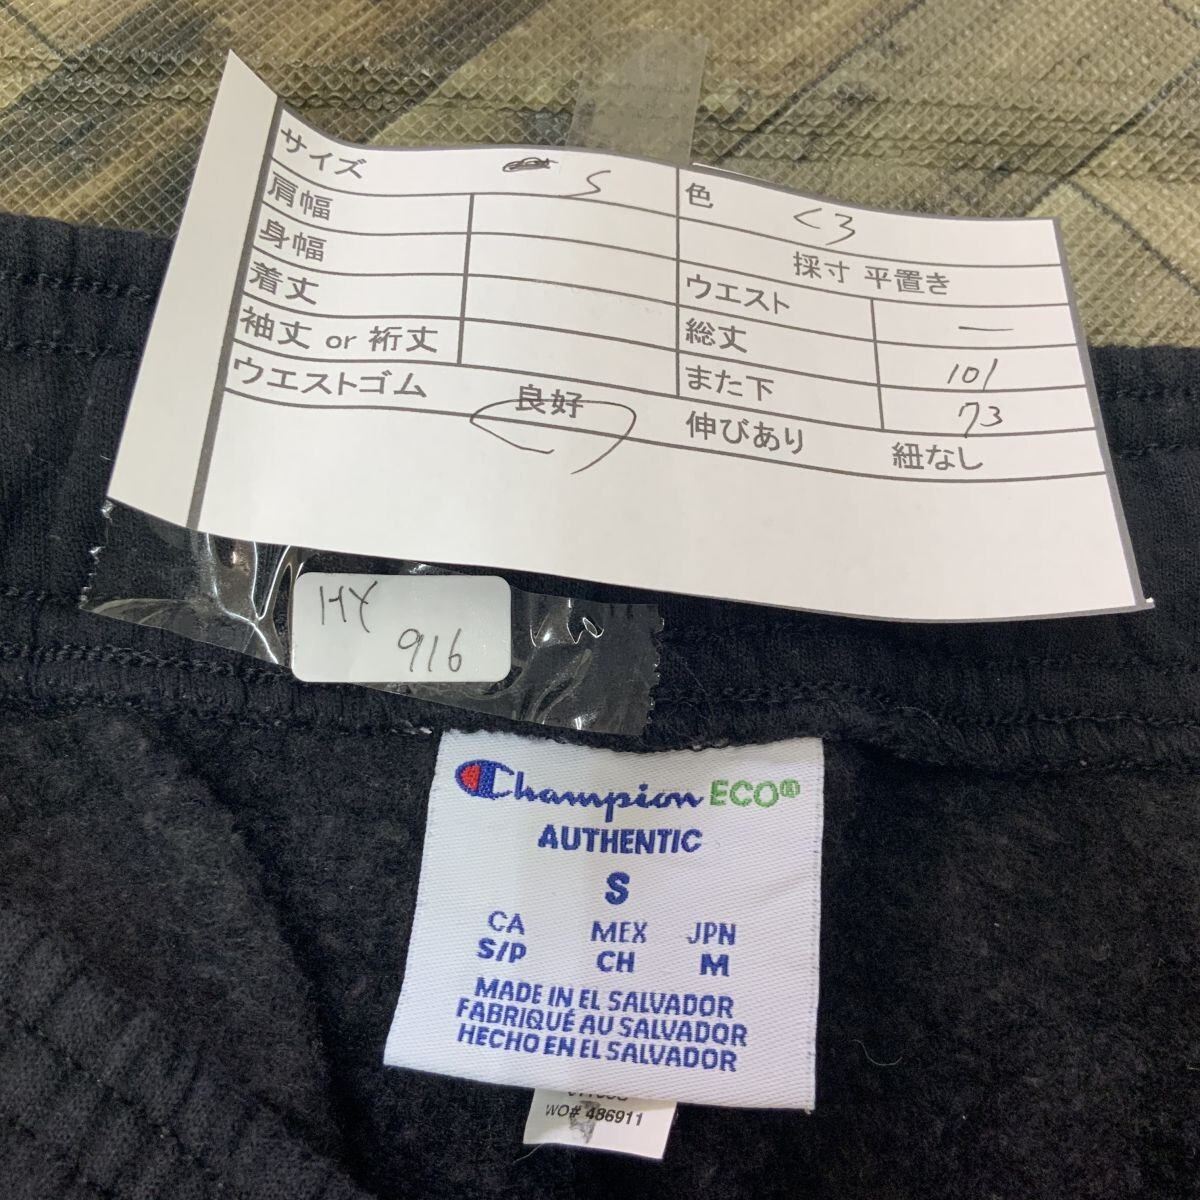 サイズ S 色 くろ
肩幅 採寸 平置き
身幅 ウエスト —
着丈 総丈 101
袖丈 or 裄丈 また下 73
ウエストゴム 良好 伸びあり 紐なし
HY
916
Champion ECO®
AUTHENTIC
S
CA MEX JPN
S/P CH M
MADE IN EL SALVADOR
FABRIQUÉ AU SALVADOR
HECHO EN EL SALVADOR
WO# 486911